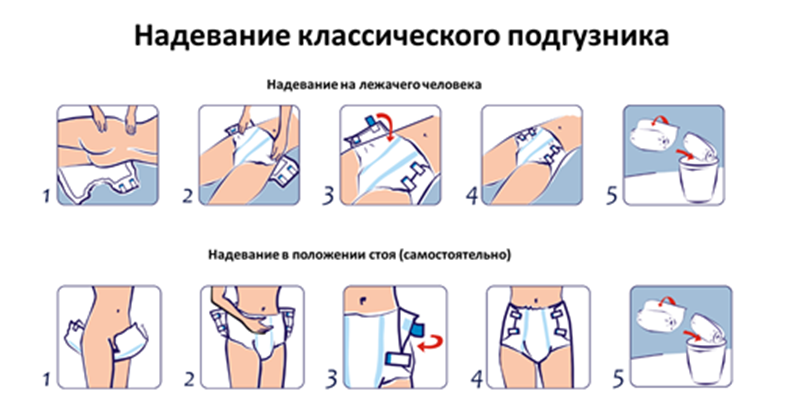 Надевание классического подгузника
Надевание на лежачего человека
1 2 3 4 5
Надевание в положении стоя (самостоятельно)
1 2 3 4 5